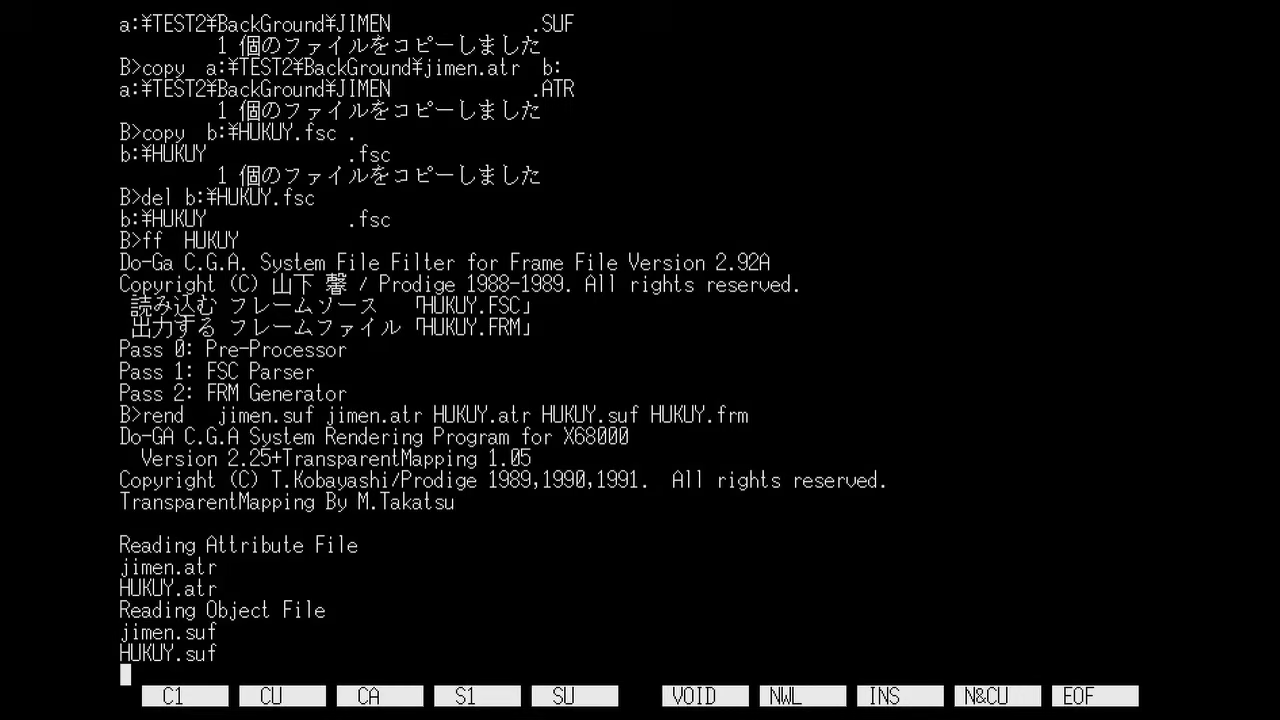 a:¥TEST2¥BackGround¥JIMEN .SUF
1 個のファイルをコピーしました
B>copy a:¥TEST2¥BackGround¥jimen.atr b:
a:¥TEST2¥BackGround¥JIMEN .ATR
1 個のファイルをコピーしました
B>copy b:¥HUKUY.fsc .
b:¥HUKUY .fsc
1 個のファイルをコピーしました
B>del b:¥HUKUY.fsc
b:¥HUKUY .fsc
B>ff HUKUY
Do-Ga C.G.A. System File Filter for Frame File Version 2.92A
Copyright (C) 山下 馨 / Prodige 1988-1989. All rights reserved.
読み込む フレームソース 「HUKUY.FSC」
出力する フレームファイル 「HUKUY.FRM」
Pass 0: Pre-Processor
Pass 1: FSC Parser
Pass 2: FRM Generator
B>rend jimen.suf jimen.atr HUKUY.atr HUKUY.suf HUKUY.frm
Do-GA C.G.A System Rendering Program for X68000
Version 2.25+TransparentMapping 1.05
Copyright (C) T.Kobayashi/Prodige 1989,1990,1991. All rights reserved.
TransparentMapping By M.Takatsu
Reading Attribute File
jimen.atr
HUKUY.atr
Reading Object File
jimen.suf
HUKUY.suf
C1 CU CA S1 SU VOID NWL INS N&CU EOF